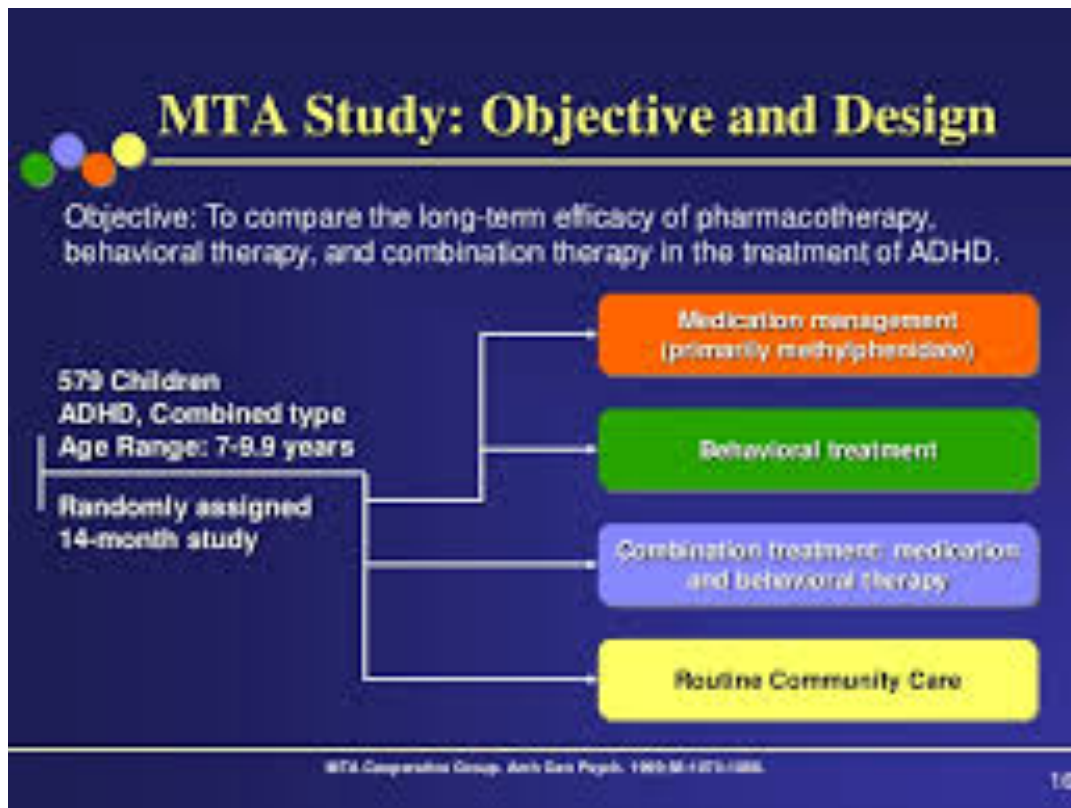 MTA Study: Objective and Design
Objective: To compare the long-term efficacy of pharmacotherapy,
behavioral therapy, and combination therapy in the treatment of ADHD.
579 Children
ADHD, Combined type
Age Range: 7-9.9 years
Randomly assigned
14-month study
Medication management
(primarily methylphenidate)
Behavioral treatment
Combination treatment: medication
and behavioral therapy
Routine Community Care
MTA Cooperative Group. Arch Gen Psych.